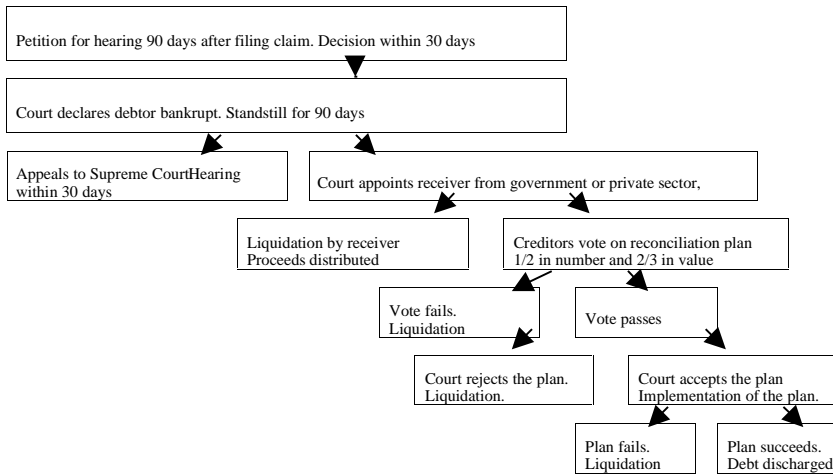 Petition for hearing 90 days after filing claim. Decision within 30 days
Court declares debtor bankrupt. Standstill for 90 days
Appeals to Supreme CourtHearing
within 30 days
Court appoints receiver from government or private sector,
Liquidation by receiver
Proceeds distributed
Creditors vote on reconciliation plan
1/2 in number and 2/3 in value
Vote fails.
Liquidation
Vote passes
Court rejects the plan.
Liquidation.
Court accepts the plan
Implementation of the plan.
Plan fails.
Liquidation
Plan succeeds.
Debt discharged